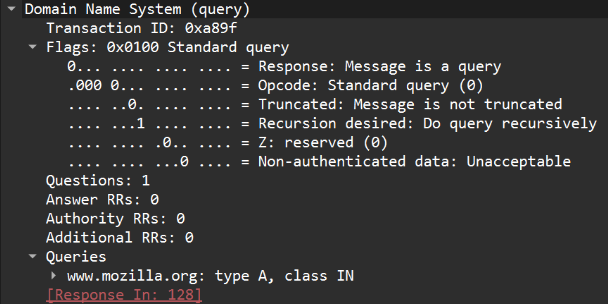 Domain Name System (query)
Transaction ID: 0xa89f
Flags: 0x0100 Standard query
0... .... .... .... = Response: Message is a query
.000 0... .... .... = Opcode: Standard query (0)
.... ..0. .... .... = Truncated: Message is not truncated
.... ...1 .... .... = Recursion desired: Do query recursively
.... .... .0.. .... = Z: reserved (0)
.... .... ...0 .... = Non-authenticated data: Unacceptable
Questions: 1
Answer RRs: 0
Authority RRs: 0
Additional RRs: 0
Queries
www.mozilla.org: type A, class IN
[Response In: 128]